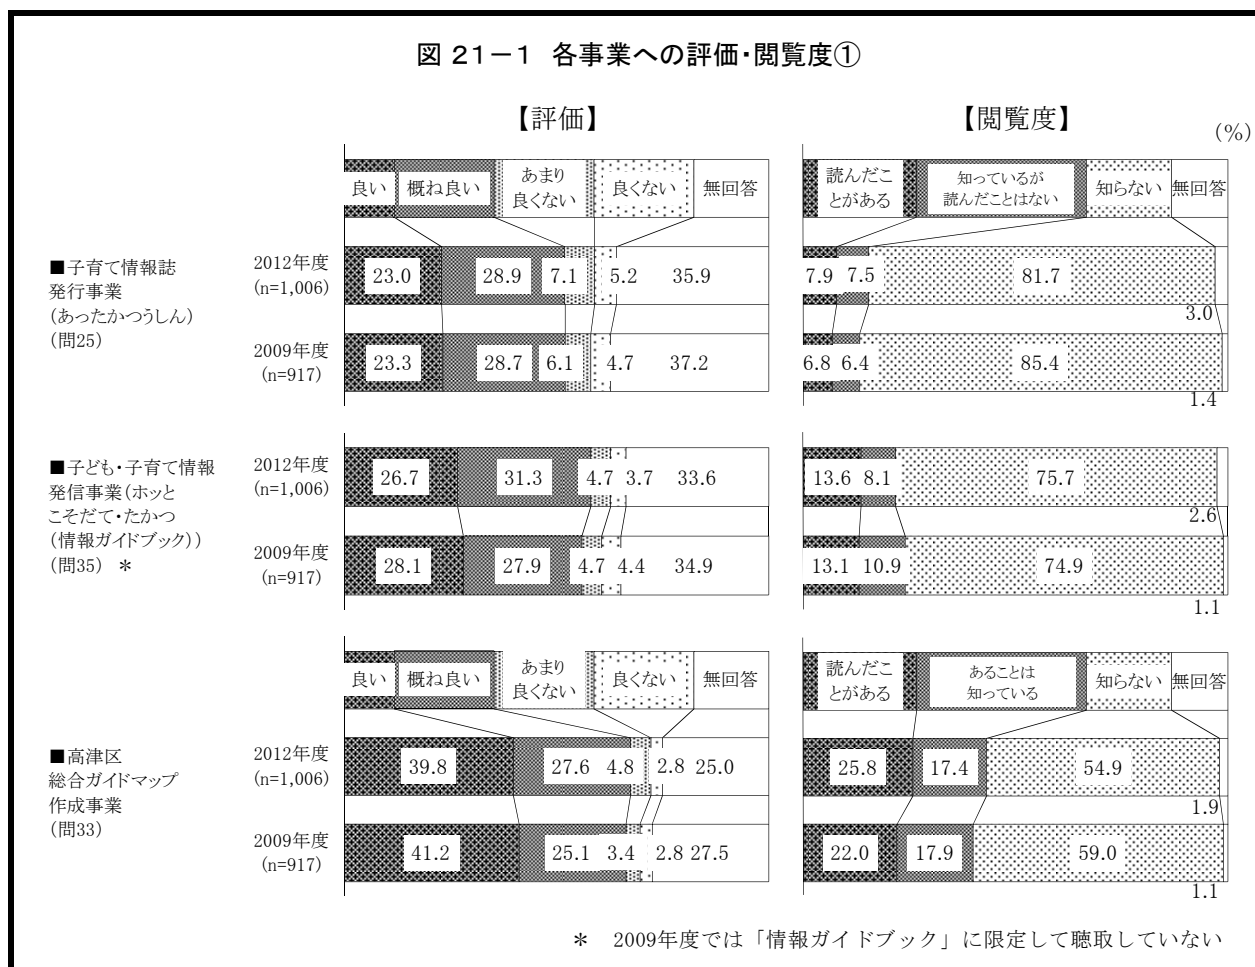 図 21－1 各事業への評価・閲覧度①
【評価】
【閲覧度】
(%)
良い 概ね良い あまり良くない 良くない 無回答
読んだことがある 知っているが読んだことはない 知らない 無回答
■子育て情報誌
発行事業
(あったかつうしん)
(問25)
2012年度
(n=1,006)
23.0 28.9 7.1 5.2 35.9
7.9 7.5 81.7 3.0
2009年度
(n=917)
23.3 28.7 6.1 4.7 37.2
6.8 6.4 85.4 1.4
■子ども・子育て情報
発信事業(ホッと
こそだて・たかつ
(情報ガイドブック))
(問35) ＊
2012年度
(n=1,006)
26.7 31.3 4.7 3.7 33.6
13.6 8.1 75.7 2.6
2009年度
(n=917)
28.1 27.9 4.7 4.4 34.9
13.1 10.9 74.9 1.1
良い 概ね良い あまり良くない 良くない 無回答
読んだことがある あることは知っている 知らない 無回答
■高津区
総合ガイドマップ
作成事業
(問33)
2012年度
(n=1,006)
39.8 27.6 4.8 2.8 25.0
25.8 17.4 54.9 1.9
2009年度
(n=917)
41.2 25.1 3.4 2.8 27.5
22.0 17.9 59.0 1.1
＊ 2009年度では「情報ガイドブック」に限定して聴取していない